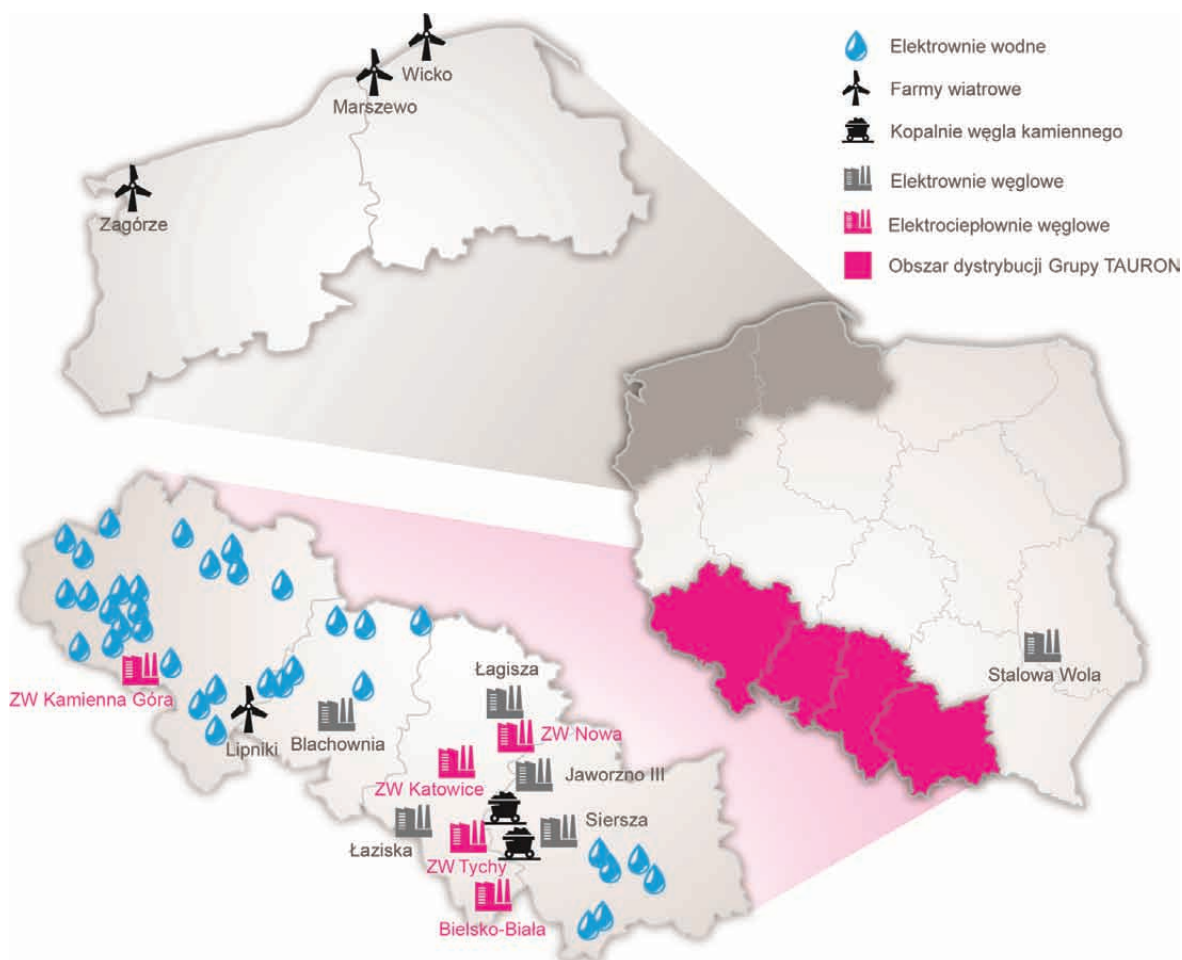 Wicko
Marszewo
Zagórze
Elektrownie wodne
Farmy wiatrowe
Kopalnie węgla kamiennego
Elektrownie węglowe
Elektrociepłownie węglowe
Obszar dystrybucji Grupy TAURON
Stalowa Wola
Łagisza
ZW Kamienna Góra
Lipniki
Blachownia
ZW Nowa
ZW Katowice
Jaworzno III
Łaziska
Siersza
ZW Tychy
Bielsko-Biała